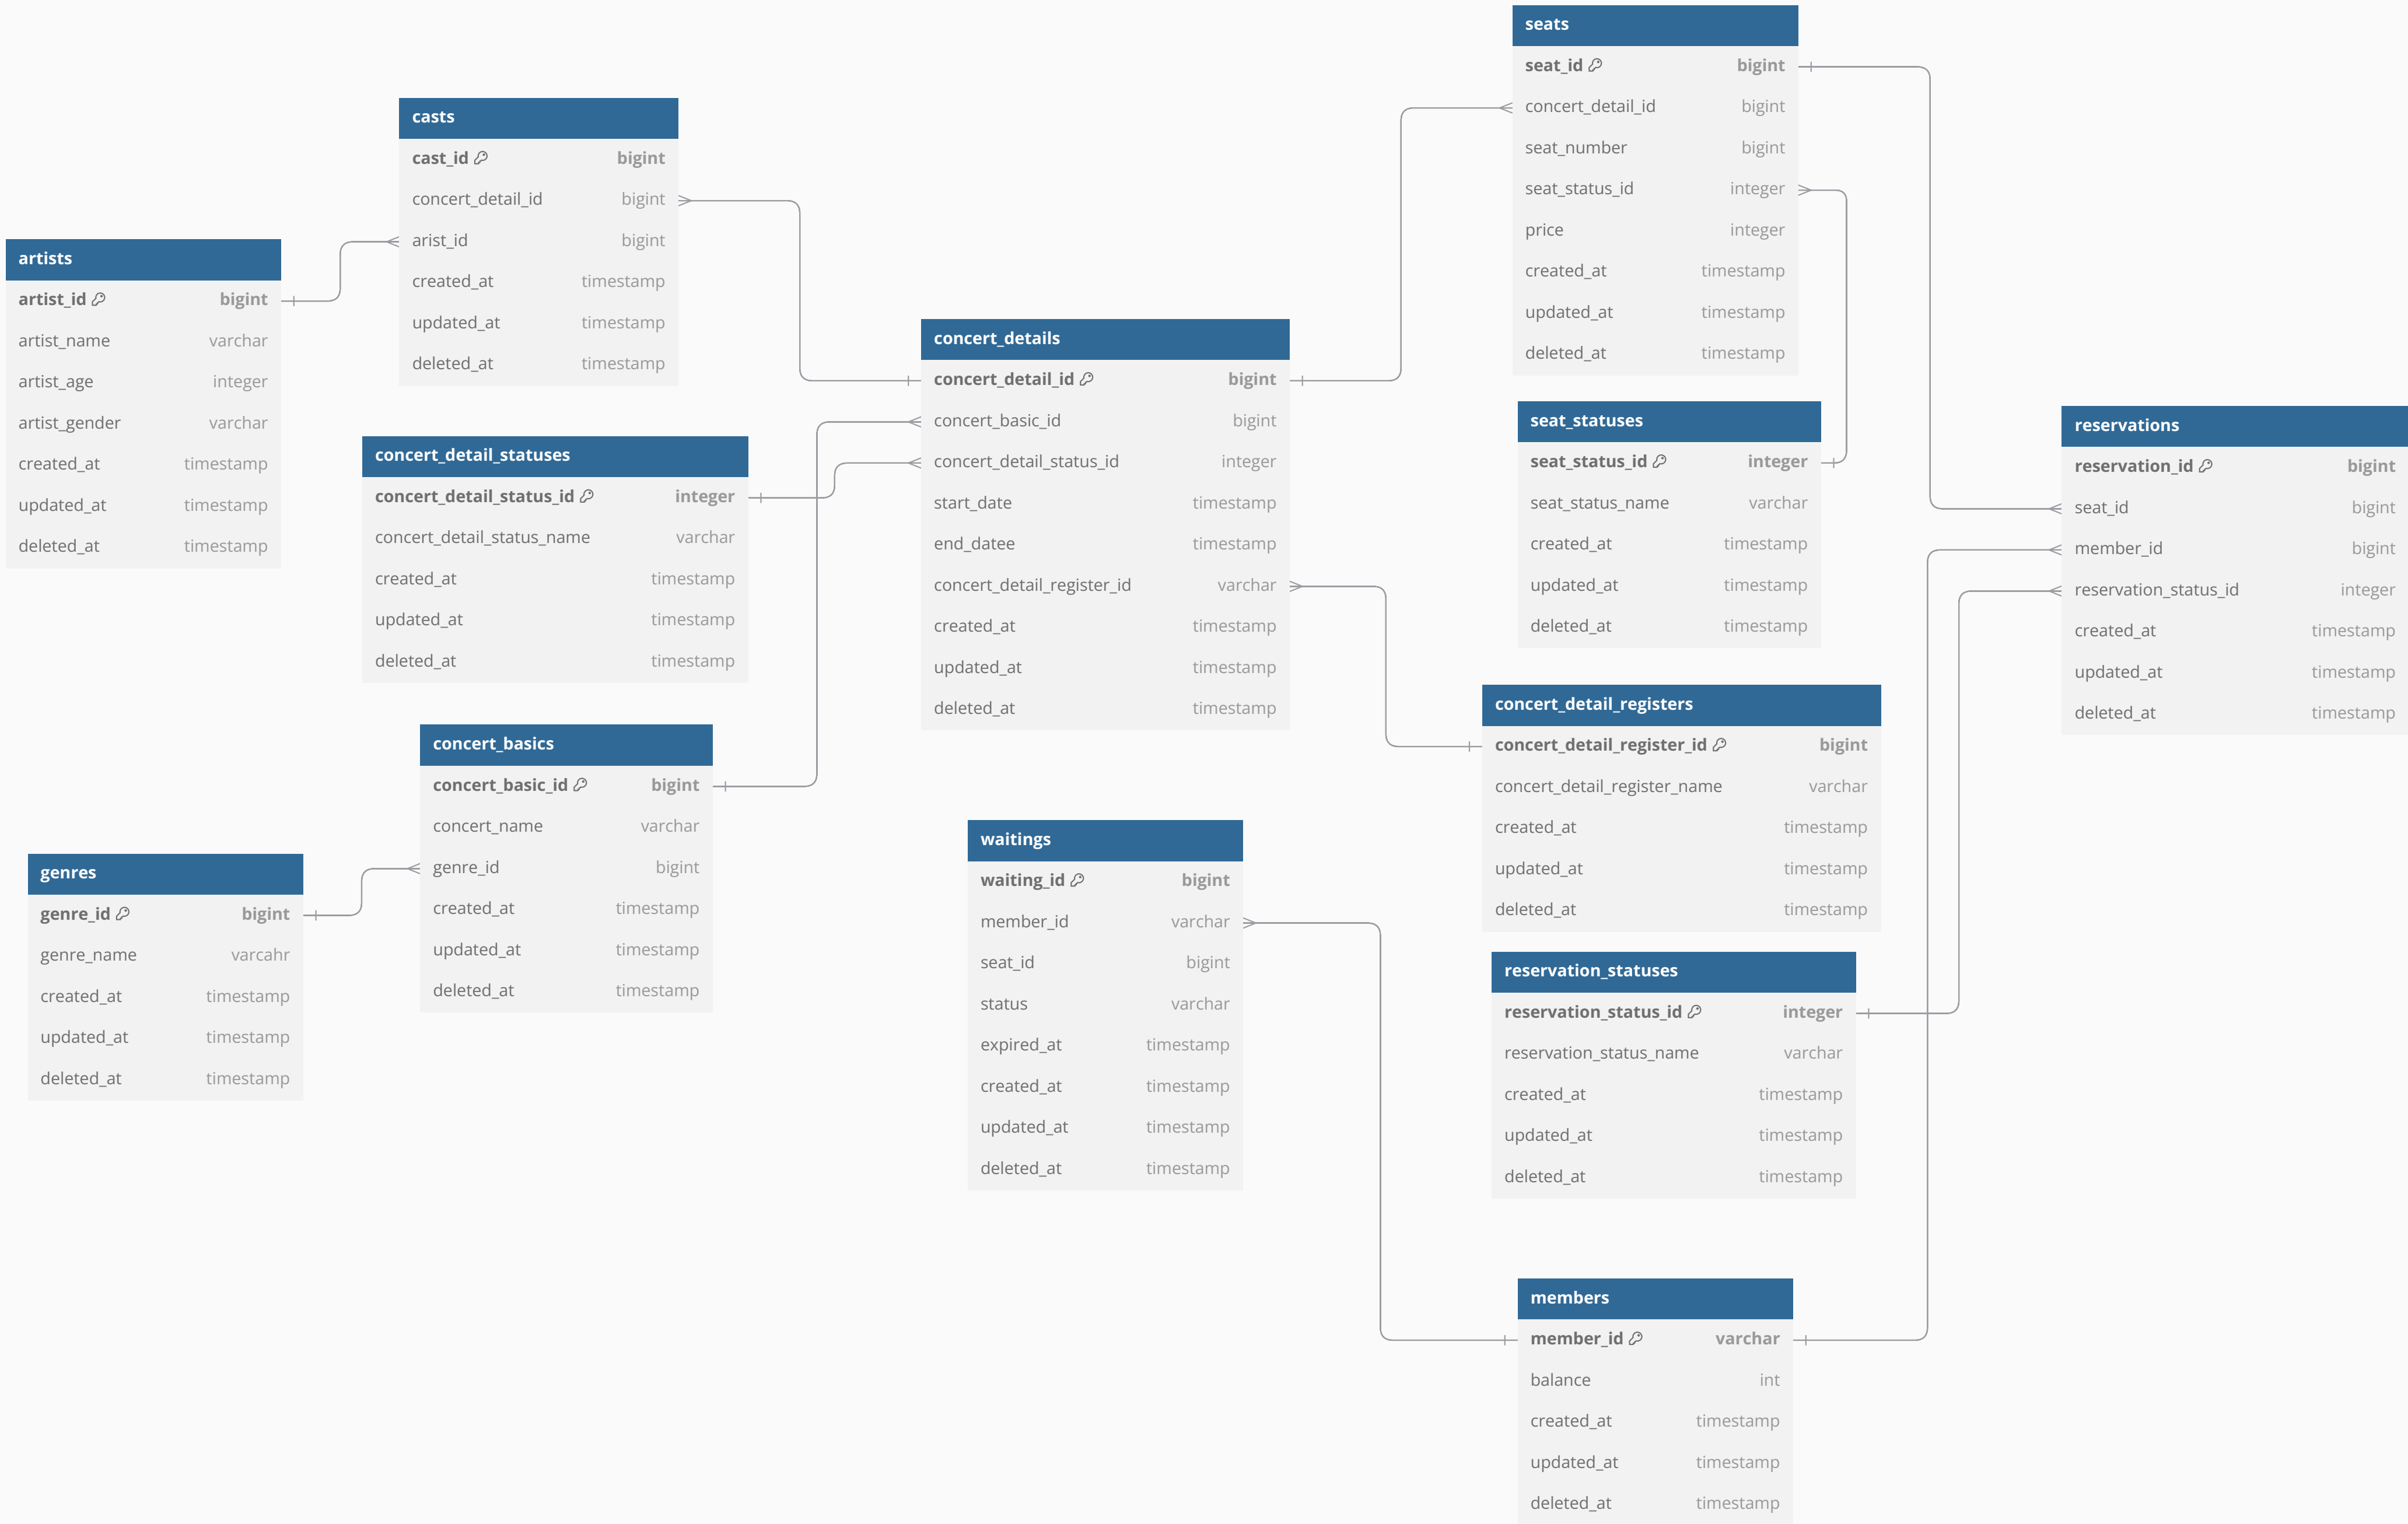 seats
seat_id bigint
concert_detail_id bigint
seat_number bigint
seat_status_id integer
price integer
created_at timestamp
updated_at timestamp
deleted_at timestamp
casts
cast_id bigint
concert_detail_id bigint
arist_id bigint
created_at timestamp
updated_at timestamp
deleted_at timestamp
artists
artist_id bigint
artist_name varchar
artist_age integer
artist_gender varchar
created_at timestamp
updated_at timestamp
deleted_at timestamp
concert_details
concert_detail_id bigint
concert_basic_id bigint
concert_detail_status_id integer
start_date timestamp
end_datee timestamp
concert_detail_register_id varchar
created_at timestamp
updated_at timestamp
deleted_at timestamp
seat_statuses
seat_status_id integer
seat_status_name varchar
created_at timestamp
updated_at timestamp
deleted_at timestamp
reservations
reservation_id bigint
seat_id bigint
member_id bigint
reservation_status_id integer
created_at timestamp
updated_at timestamp
deleted_at timestamp
concert_detail_statuses
concert_detail_status_id integer
concert_detail_status_name varchar
created_at timestamp
updated_at timestamp
deleted_at timestamp
concert_detail_registers
concert_detail_register_id bigint
concert_detail_register_name varchar
created_at timestamp
updated_at timestamp
deleted_at timestamp
concert_basics
concert_basic_id bigint
concert_name varchar
genre_id bigint
created_at timestamp
updated_at timestamp
deleted_at timestamp
waitings
waiting_id bigint
member_id varchar
seat_id bigint
status varchar
expired_at timestamp
created_at timestamp
updated_at timestamp
deleted_at timestamp
genres
genre_id bigint
genre_name varcahr
created_at timestamp
updated_at timestamp
deleted_at timestamp
reservation_statuses
reservation_status_id integer
reservation_status_name varchar
created_at timestamp
updated_at timestamp
deleted_at timestamp
members
member_id varchar
balance int
created_at timestamp
updated_at timestamp
deleted_at timestamp